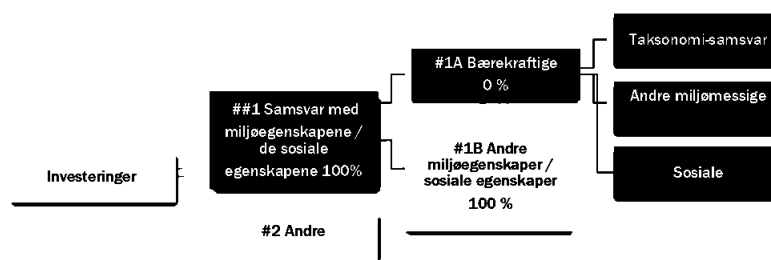 Investeringer
##1 Samsvar med
miljøegenskapene /
de sosiale
egenskapene 100%
#2 Andre
#1A Bærekraftige
0 %
#1B Andre
miljøegenskaper /
sosiale egenskaper
100 %
Taksonomi-samsvar
Andre miljømessige
Sosiale